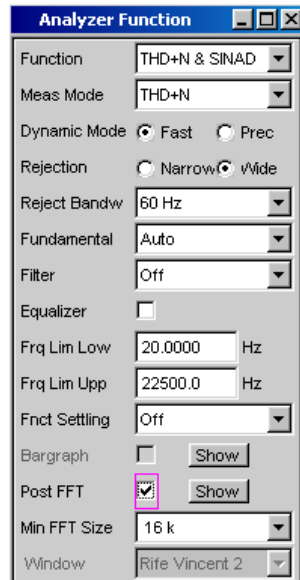 Analyzer Function
Function THD+N & SINAD
Meas Mode THD+N
Dynamic Mode Fast Prec
Rejection Narrow Wide
Reject Bandw 60 Hz
Fundamental Auto
Filter Off
Equalizer
Frq Lim Low 20.0000 Hz
Frq Lim Upp 22500.0 Hz
Fnct Settling Off
Bargraph Show
Post FFT Show
Min FFT Size 16 k
Window Rife Vincent 2